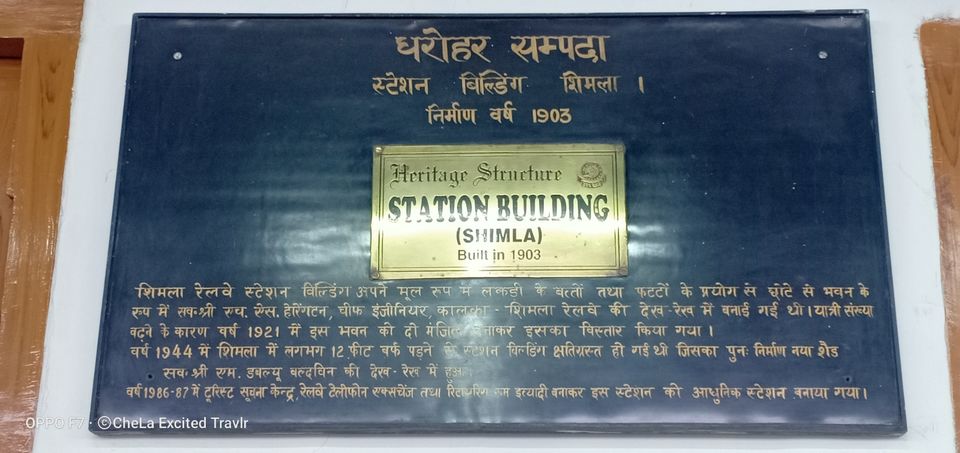 धरोहर सम्पदा
स्टेशन बिल्डिंग शिमला ।
निर्माण वर्ष 1903
Heritage Structure
STATION BUILDING
(SHIMLA)
Built in 1903
शिमला रेलवे स्टेशन बिल्डिंग अपने मूल रूप में लकड़ी के बत्तों तथा फटटों के प्रयोग से छोटे से भवन के
रूप में सव:श्री एच. एस. हेरिंगटन, चीफ इंजीनियर, कालका - शिमला रेलवे की देख-रेख में बनाई गई थी। यात्री संख्या
बढ़ने के कारण वर्ष 1921 में इस भवन की दो मंजिल बनाकर इसका विस्तार किया गया ।
वर्ष 1944 में शिमला में लगभग 12 फीट बर्फ पड़ने से स्टेशन बिल्डिंग क्षतिग्रस्त हो गई थी जिसका पुनः निर्माण नया शैड
सव:श्री एम. डबल्यू बल्दविन की देख-रेख में हुआ
वर्ष 1986-87 में टूरिस्ट सूचना केन्द्र, रेलवे टेलीफोन एक्सचेंज तथा रिटायरिंग रूम इत्यादी बनाकर इस स्टेशन को आधुनिक स्टेशन बनाया गया ।
OPPO F7 · ©CheLa Excited Travlr